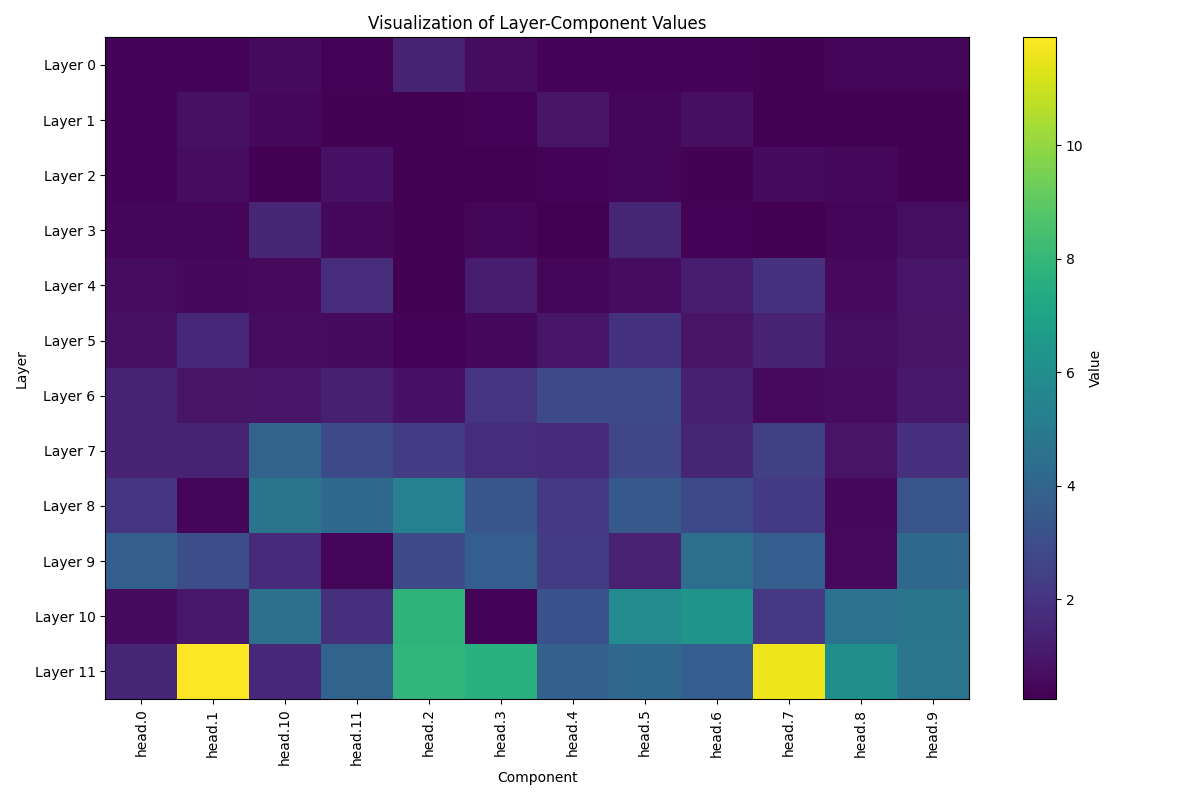 Visualization of Layer-Component Values
Layer 0
Layer 1
Layer 2
Layer 3
Layer 4
Layer 5
Layer 6
Layer 7
Layer 8
Layer 9
Layer 10
Layer 11
Layer
head.0
head.1
head.10
head.11
head.2
head.3
head.4
head.5
head.6
head.7
head.8
head.9
Component
10
8
6
4
2
Value